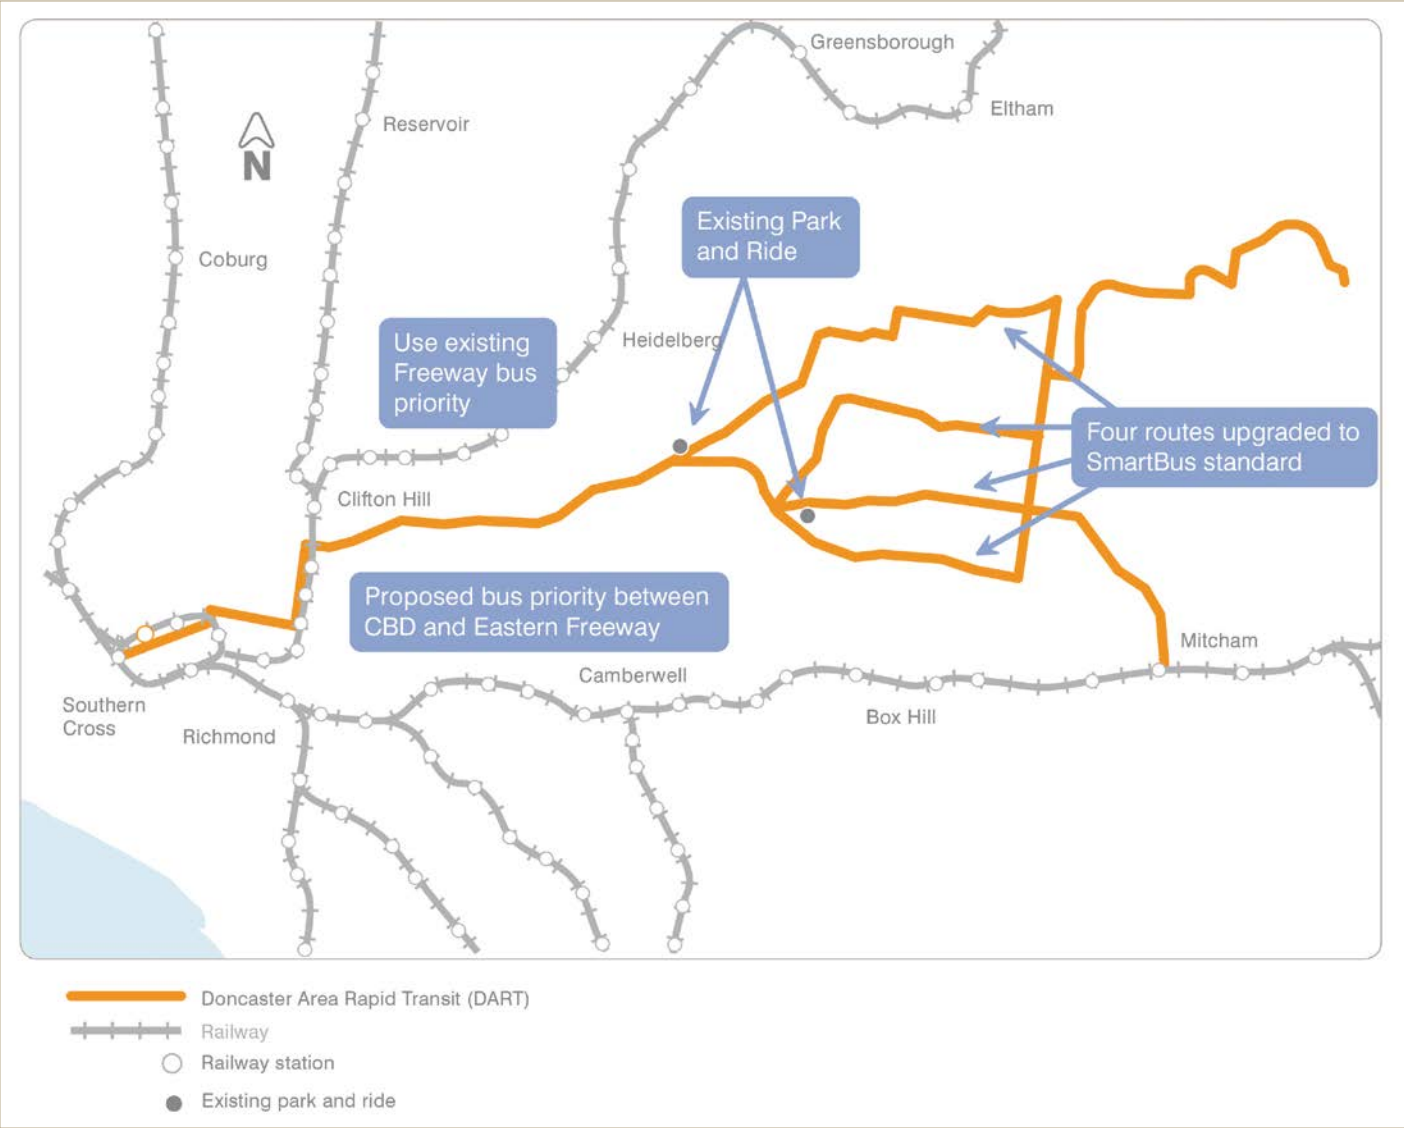 Greensborough
Eltham
Reservoir
N
Existing Park
and Ride
Coburg
Use existing
Freeway bus
priority
Heidelberg
Four routes upgraded to
SmartBus standard
Clifton Hill
Proposed bus priority between
CBD and Eastern Freeway
Mitcham
Camberwell
Southern
Cross
Box Hill
Richmond
Doncaster Area Rapid Transit (DART)
Railway
Railway station
Existing park and ride